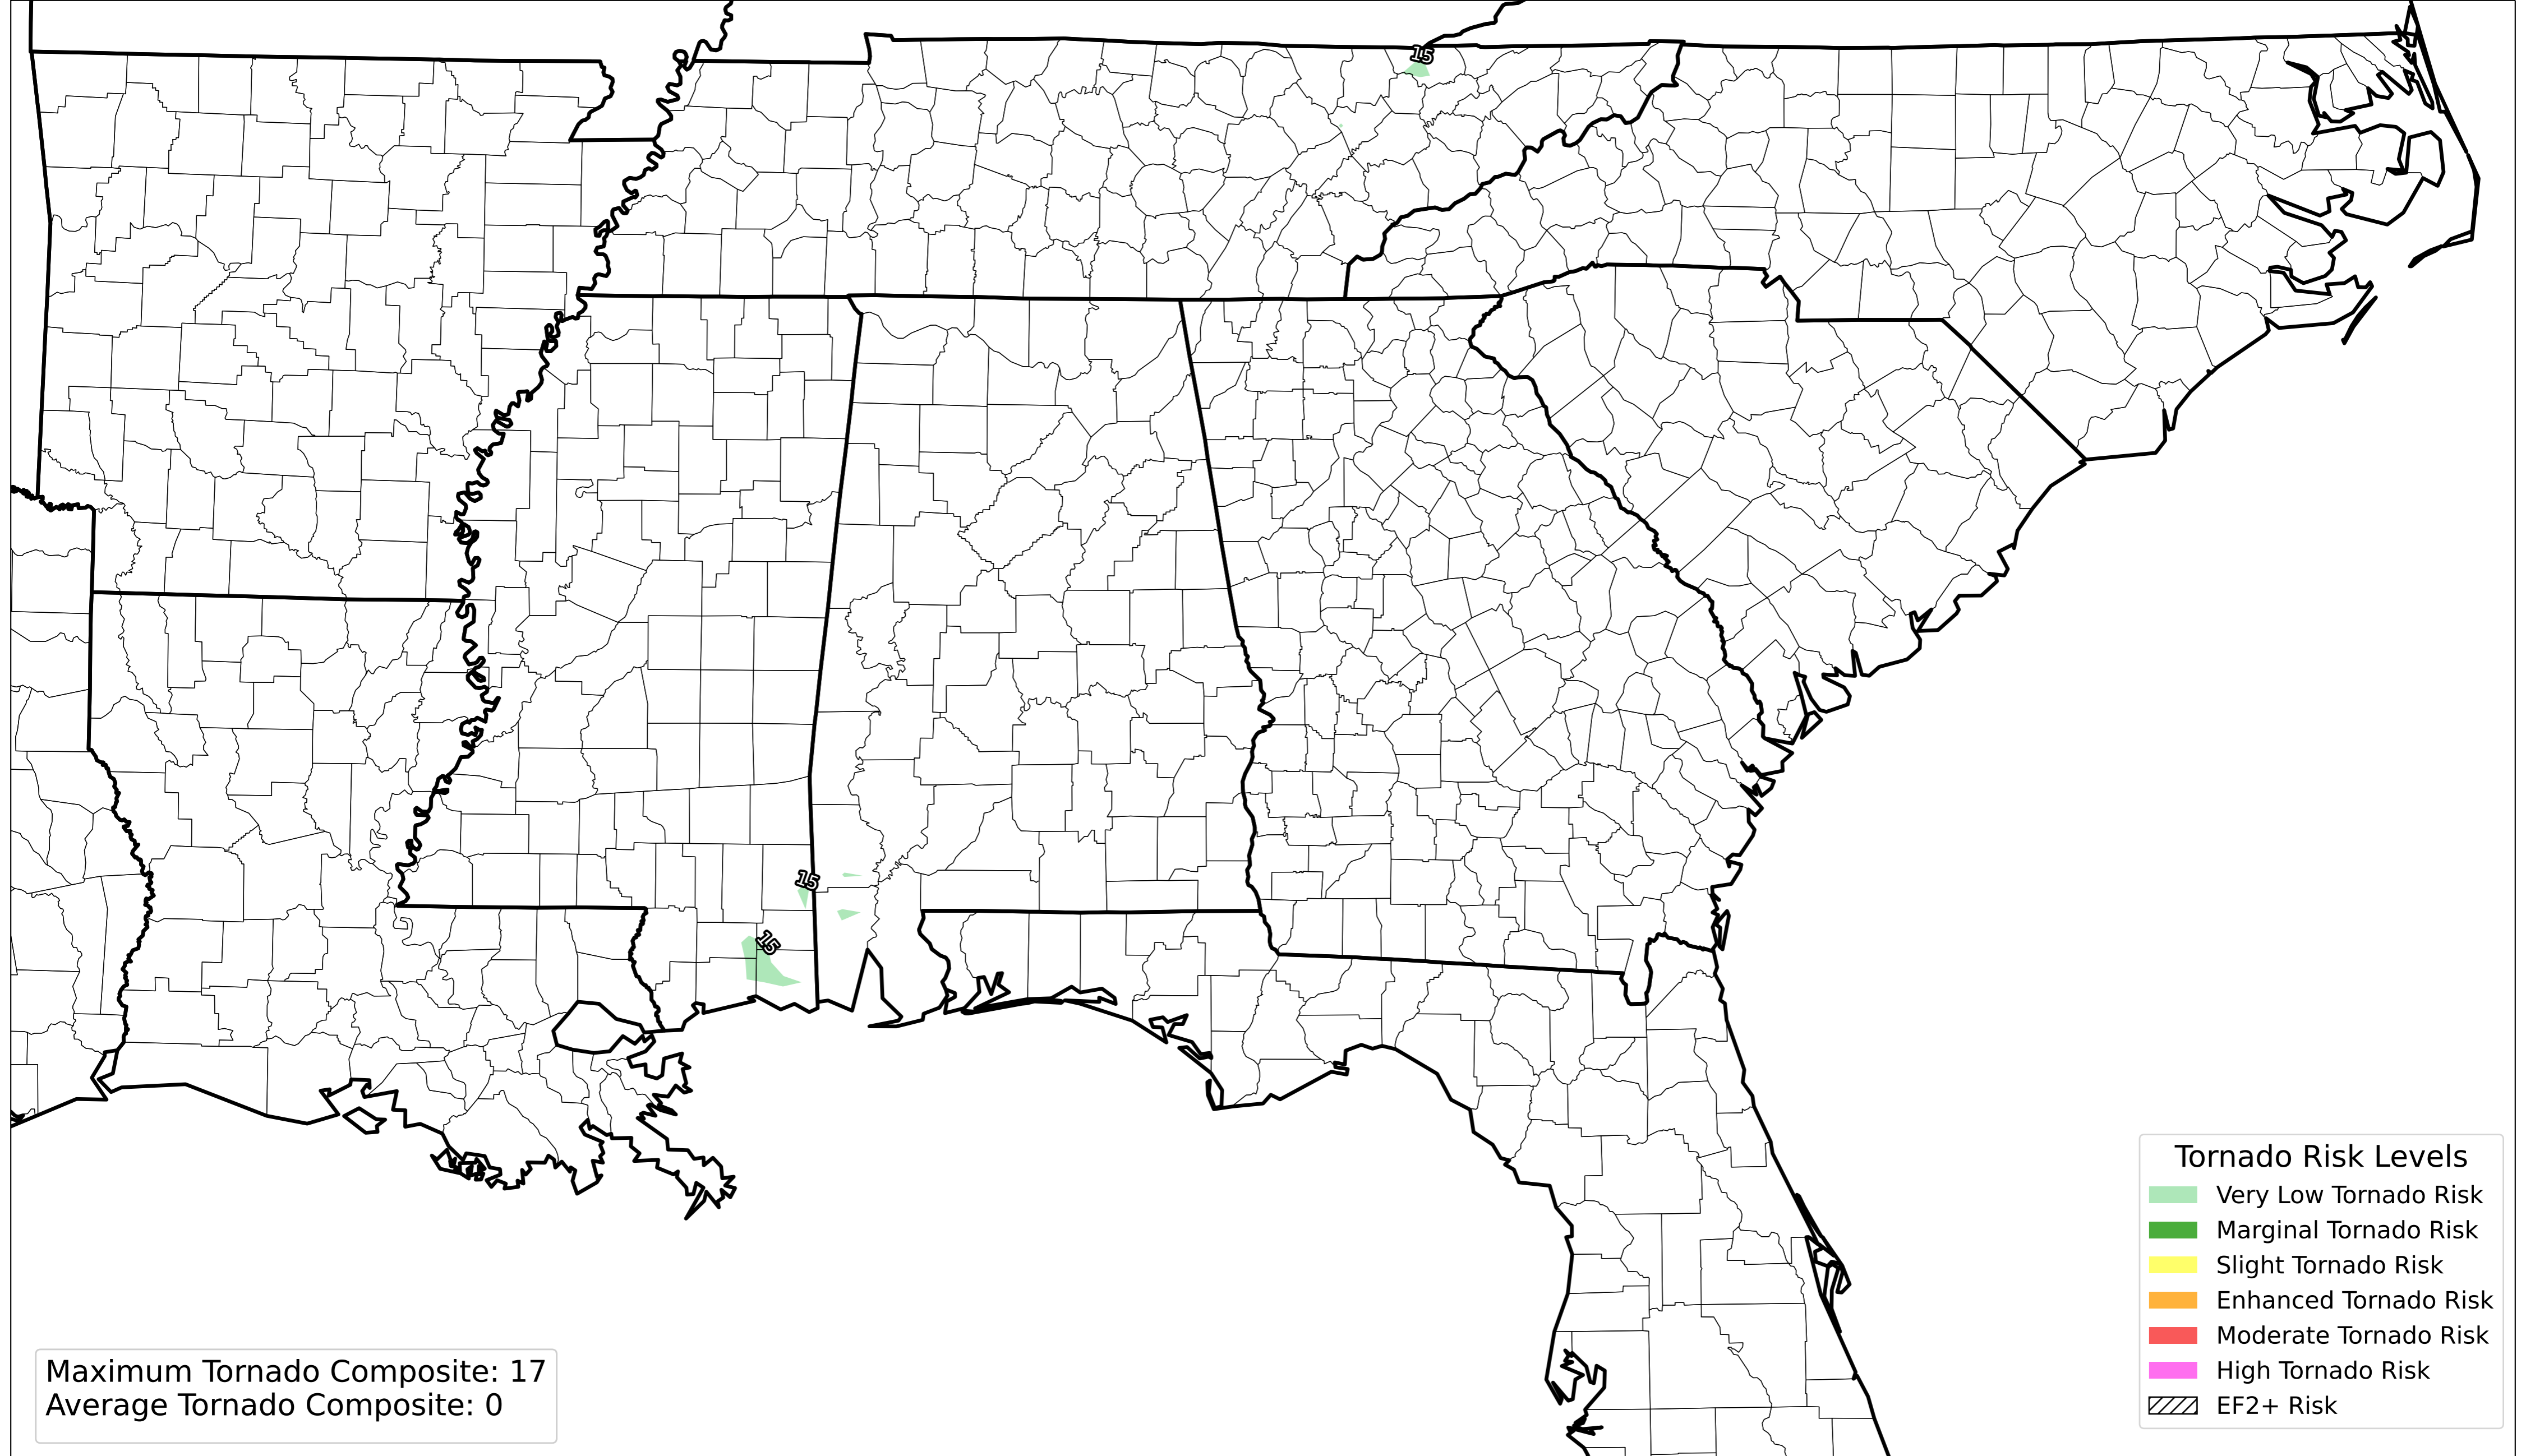 15
15
15
Tornado Risk Levels
Very Low Tornado Risk
Marginal Tornado Risk
Slight Tornado Risk
Enhanced Tornado Risk
Moderate Tornado Risk
High Tornado Risk
EF2+ Risk
Maximum Tornado Composite: 17
Average Tornado Composite: 0